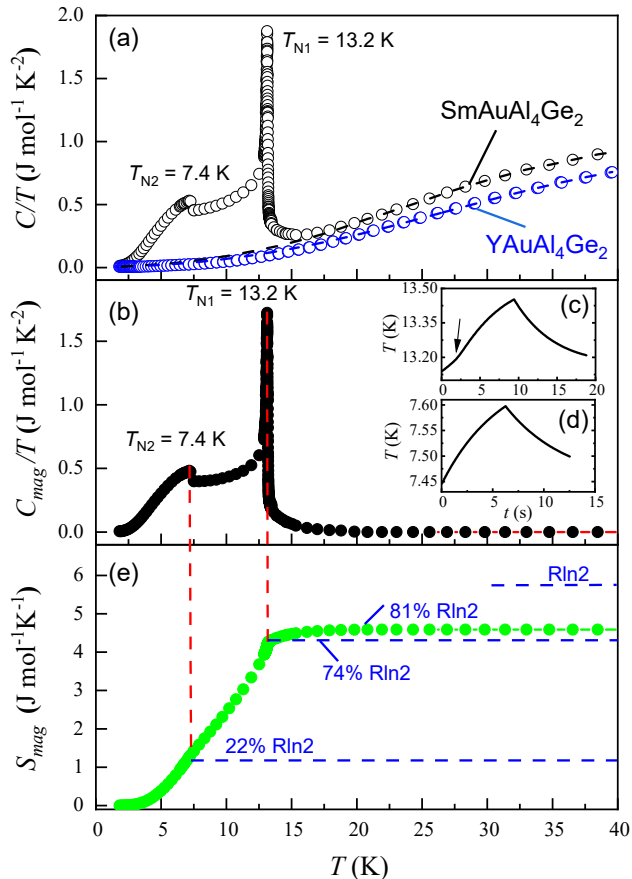 (a)
T_N1 = 13.2 K
T_N2 = 7.4 K
SmAuAl₄Ge₂
YAuAl₄Ge₂
C/T (J mol⁻¹ K⁻²)
2.0
1.5
1.0
0.5
0.0
(b)
T_N1 = 13.2 K
T_N2 = 7.4 K
C_mag/T (J mol⁻¹ K⁻²)
1.5
1.0
0.5
0.0
(c)
T (K)
13.50
13.35
13.20
0 5 10 15 20
(d)
T (K)
7.60
7.55
7.50
7.45
0 5 10 15
t (s)
(e)
Rln2
81% Rln2
74% Rln2
22% Rln2
S_mag (J mol⁻¹K⁻¹)
6
5
4
3
2
1
0
0 5 10 15 20 25 30 35 40
T (K)